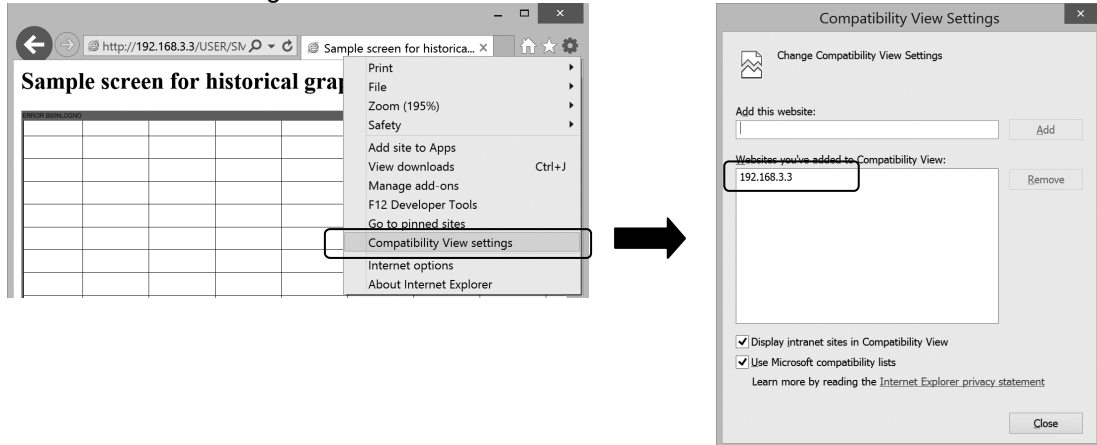 http://192.168.3.3/USER/SM
Sample screen for historica... ×
Sample screen for historical grap
ERROR B09hLOGNO
Print
File
Zoom (195%)
Safety
Add site to Apps
View downloads Ctrl+J
Manage add-ons
F12 Developer Tools
Go to pinned sites
Compatibility View settings
Internet options
About Internet Explorer
Compatibility View Settings
Change Compatibility View Settings
Add this website:
Add
Websites you've added to Compatibility View:
192.168.3.3
Remove
Display intranet sites in Compatibility View
Use Microsoft compatibility lists
Learn more by reading the Internet Explorer privacy statement
Close